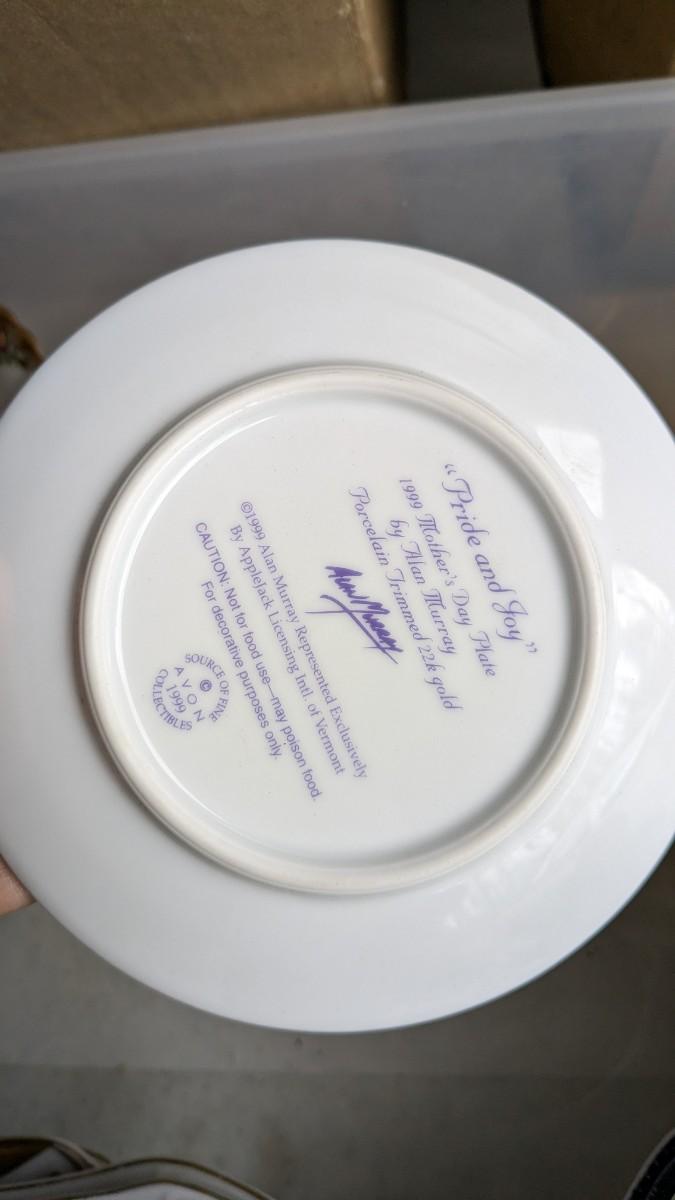 “Pride and Joy”
1999 Mother's Day Plate
by Alan Murray
Porcelain Trimmed 22k gold
Alan Murray
©1999 Alan Murray Represented Exclusively
By Applejack Licensing Intl. of Vermont
CAUTION: Not for food use—may poison food.
For decorative purposes only.
SOURCE OF FINE
©
AVON
1999
COLLECTIBLES